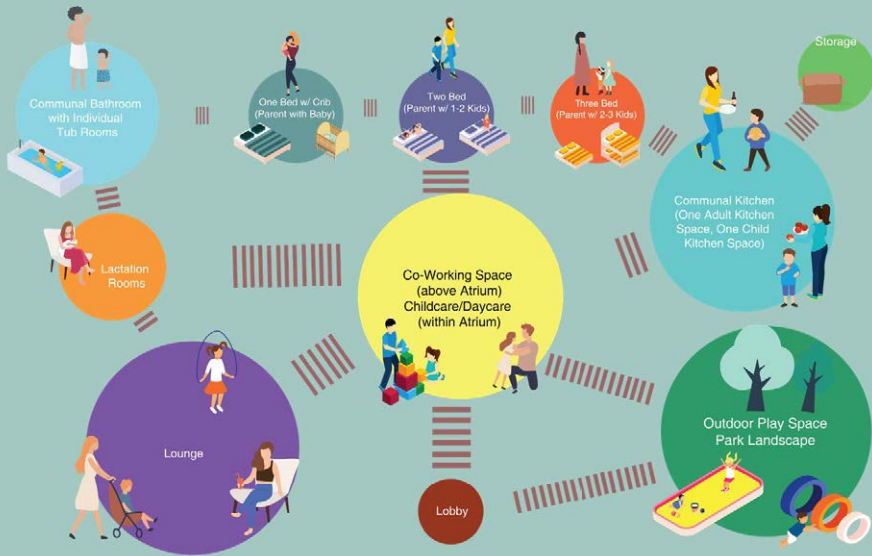 Communal Bathroom
with Individual
Tub Rooms
One Bed w/ Crib
(Parent with Baby)
Two Bed
(Parent w/ 1-2 Kids)
Three Bed
(Parent w/ 2-3 Kids)
Storage
Communal Kitchen
(One Adult Kitchen
Space, One Child
Kitchen Space)
Lactation
Rooms
Co-Working Space
(above Atrium)
Childcare/Daycare
(within Atrium)
Lounge
Outdoor Play Space
Park Landscape
Lobby